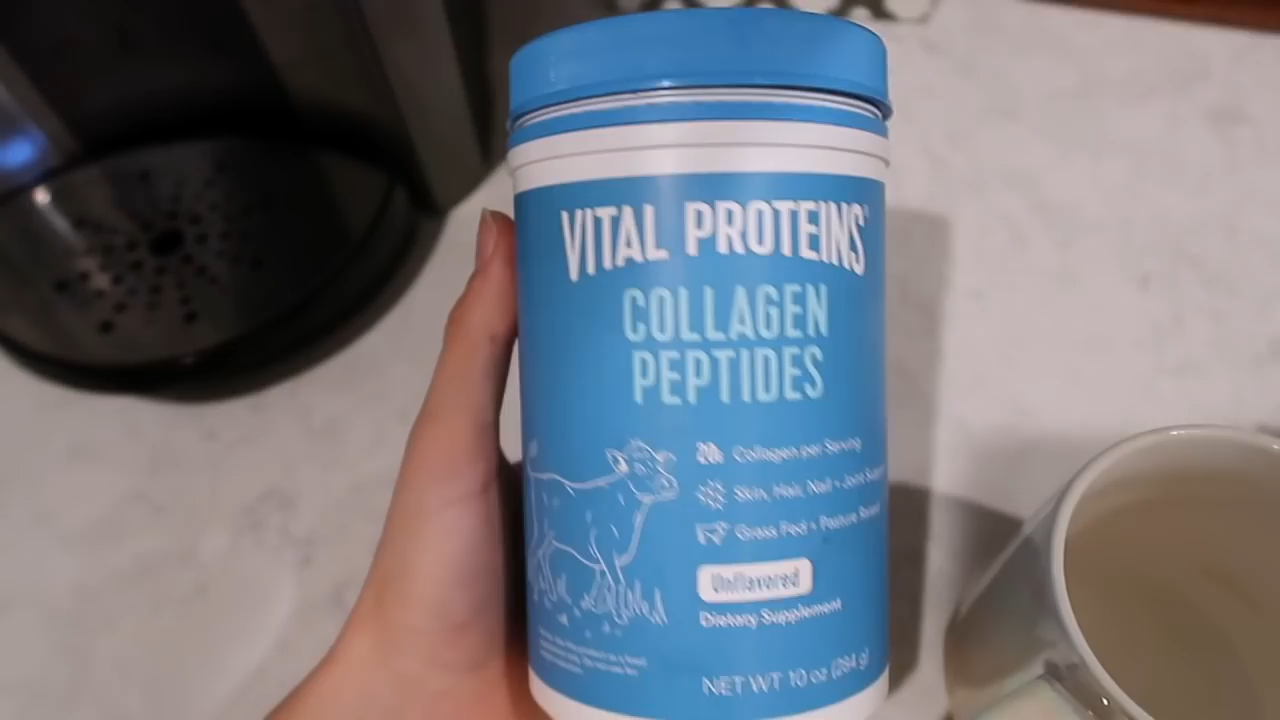 VITAL PROTEINS®
COLLAGEN
PEPTIDES
20g Collagen per Serving
Skin, Hair, Nail + Joint
Grass Fed + Pasture Raised
Unflavored
Dietary Supplement
NET WT 10 oz (284 g)